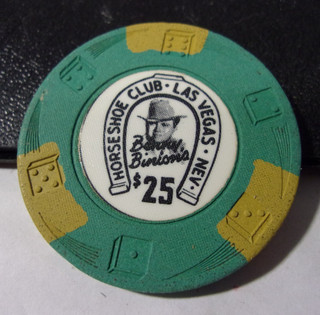 HORSESHOE CLUB · LAS VEGAS · NEV.
Benny
Binion's
$25